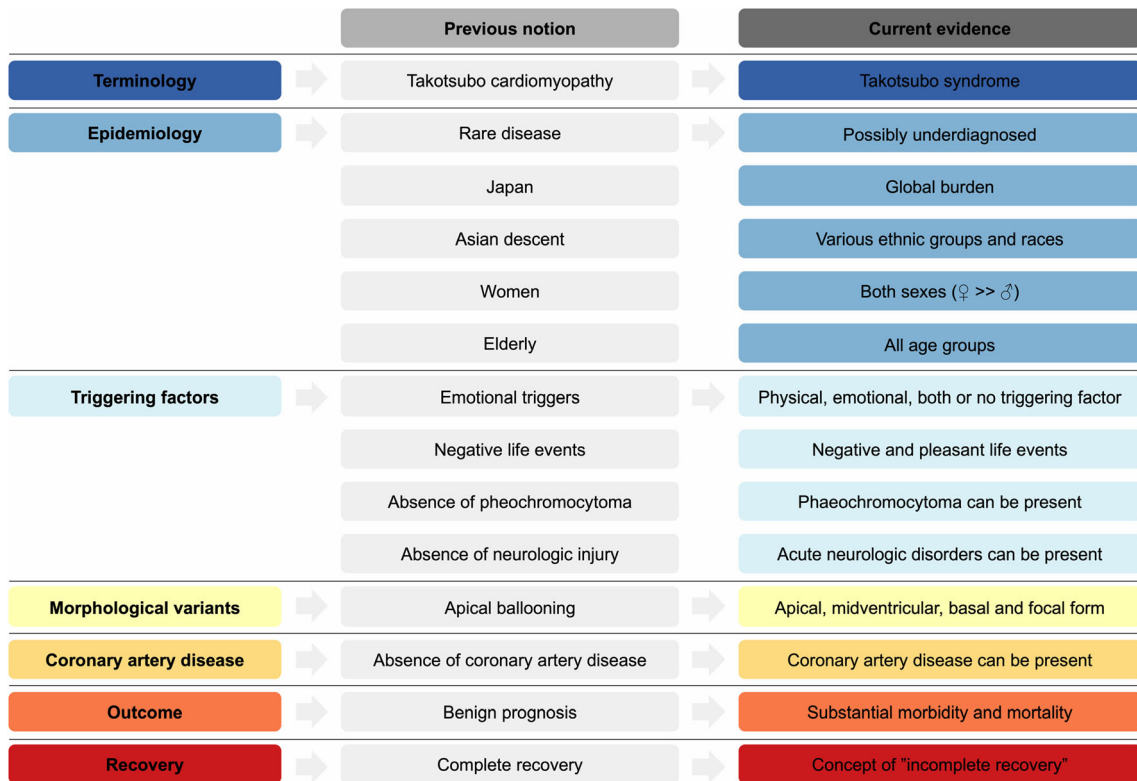 Previous notion
Current evidence
Terminology
Takotsubo cardiomyopathy
Takotsubo syndrome
Epidemiology
Rare disease
Possibly underdiagnosed
Japan
Global burden
Asian descent
Various ethnic groups and races
Women
Both sexes (♀ >> ♂)
Elderly
All age groups
Triggering factors
Emotional triggers
Physical, emotional, both or no triggering factor
Negative life events
Negative and pleasant life events
Absence of pheochromocytoma
Phaeochromocytoma can be present
Absence of neurologic injury
Acute neurologic disorders can be present
Morphological variants
Apical ballooning
Apical, midventricular, basal and focal form
Coronary artery disease
Absence of coronary artery disease
Coronary artery disease can be present
Outcome
Benign prognosis
Substantial morbidity and mortality
Recovery
Complete recovery
Concept of "incomplete recovery"